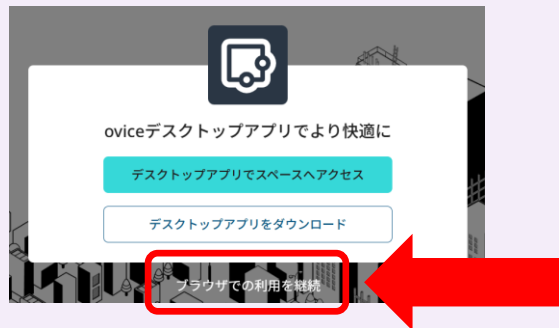 oviceデスクトップアプリでより快適に
デスクトップアプリでスペースへアクセス
デスクトップアプリをダウンロード
ブラウザでの利用を継続